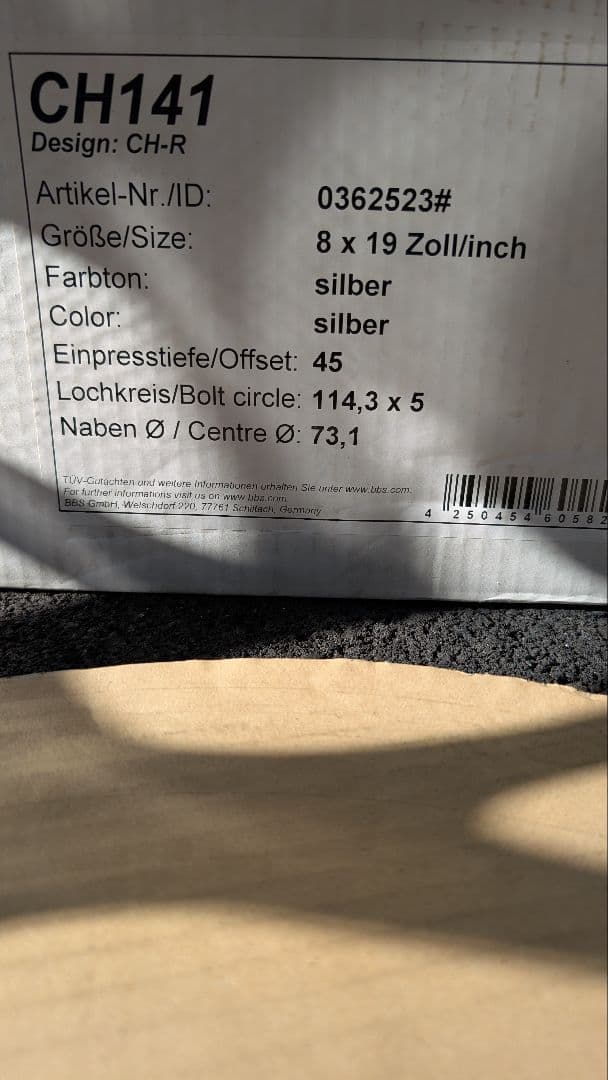 CH141
Design: CH-R
Artikel-Nr./ID: 0362523#
Größe/Size: 8 x 19 Zoll/inch
Farbton: silber
Color: silber
Einpresstiefe/Offset: 45
Lochkreis/Bolt circle: 114,3 x 5
Naben Ø / Centre Ø: 73,1
TÜV-Gutachten und weitere Informationen erhalten Sie unter www.bbs.com.
For further informations visit us on www.bbs.com
BBS GmbH, Welschdorf 220, 77761 Schiltach, Germany
4 250454 60582